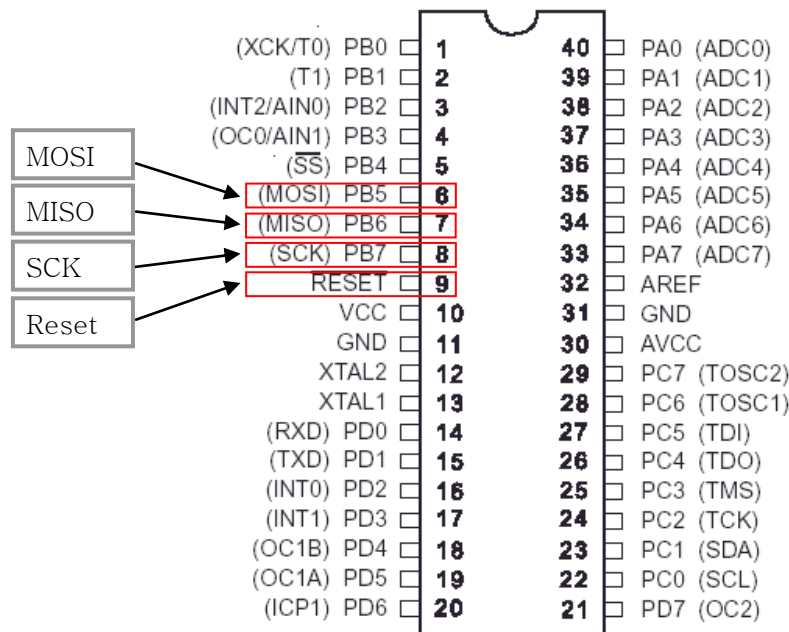 MOSI
MISO
SCK
Reset
(XCK/T0) PB0 1 40 PA0 (ADC0)
(T1) PB1 2 39 PA1 (ADC1)
(INT2/AIN0) PB2 3 38 PA2 (ADC2)
(OC0/AIN1) PB3 4 37 PA3 (ADC3)
(SS) PB4 5 36 PA4 (ADC4)
(MOSI) PB5 6 35 PA5 (ADC5)
(MISO) PB6 7 34 PA6 (ADC6)
(SCK) PB7 8 33 PA7 (ADC7)
RESET 9 32 AREF
VCC 10 31 GND
GND 11 30 AVCC
XTAL2 12 29 PC7 (TOSC2)
XTAL1 13 28 PC6 (TOSC1)
(RXD) PD0 14 27 PC5 (TDI)
(TXD) PD1 15 26 PC4 (TDO)
(INT0) PD2 16 25 PC3 (TMS)
(INT1) PD3 17 24 PC2 (TCK)
(OC1B) PD4 18 23 PC1 (SDA)
(OC1A) PD5 19 22 PC0 (SCL)
(ICP1) PD6 20 21 PD7 (OC2)